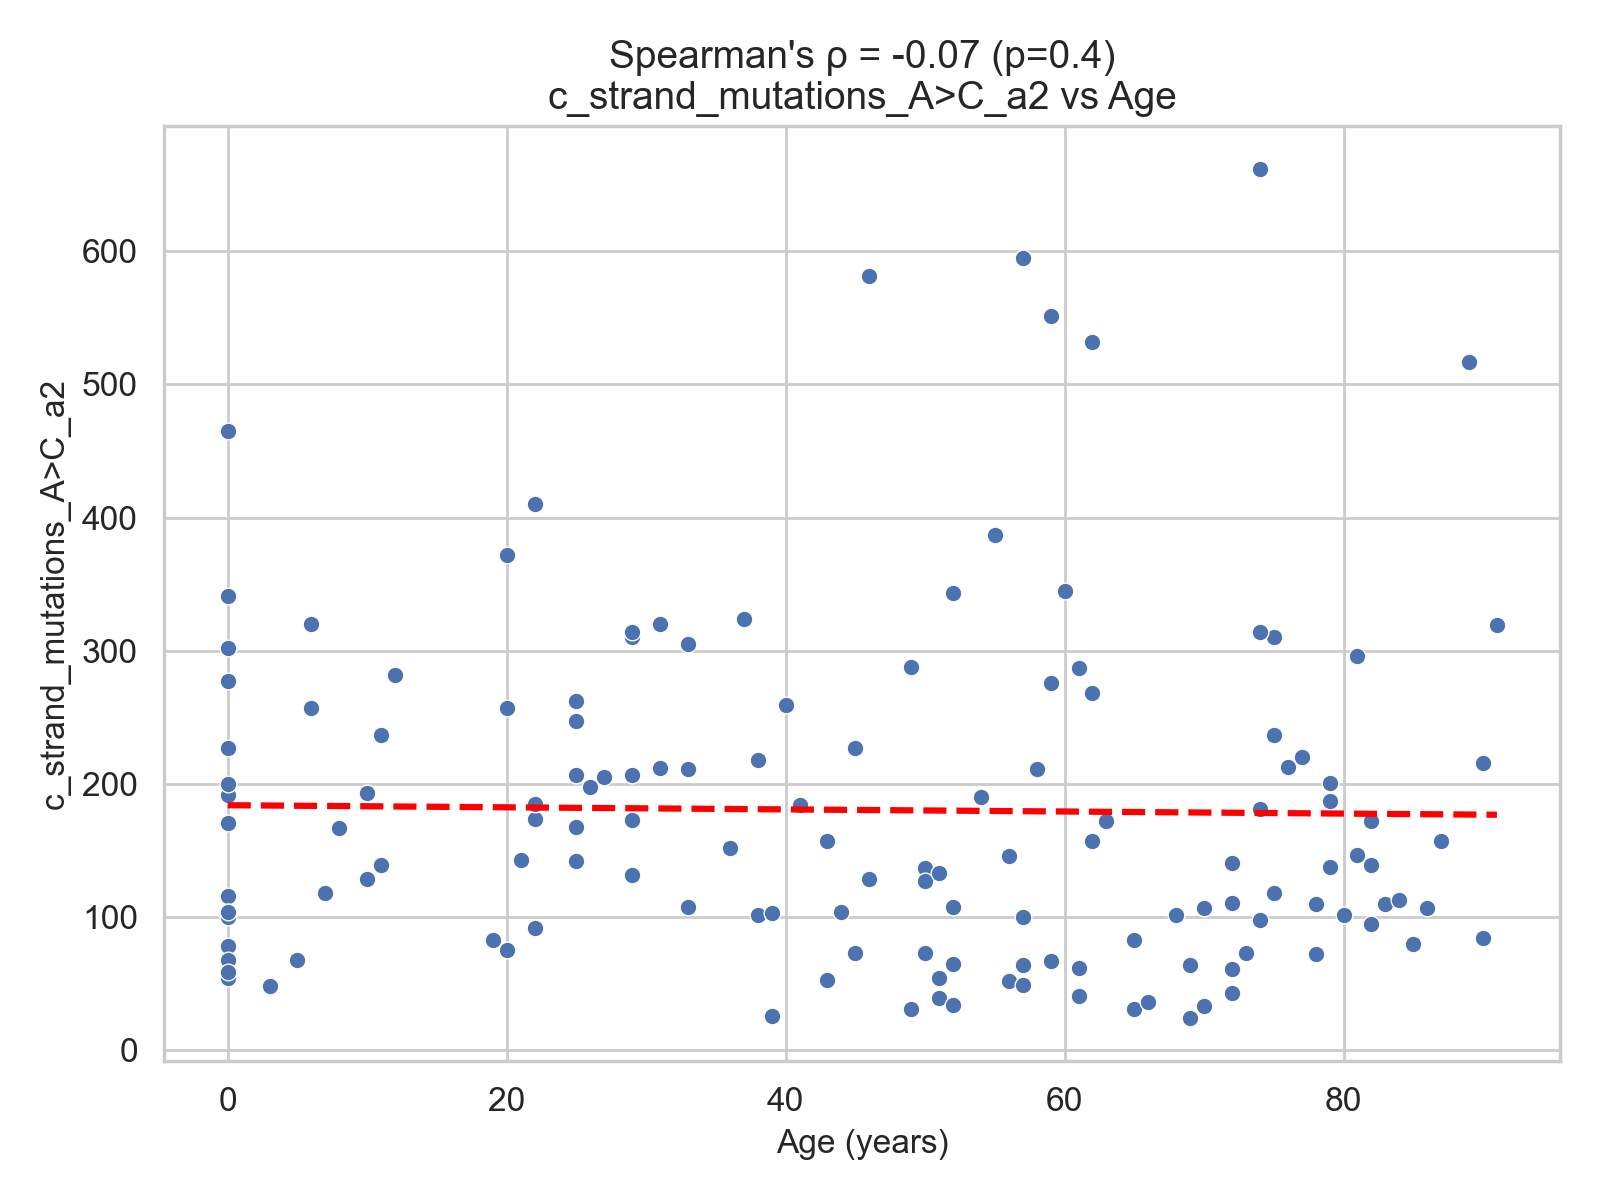 Spearman's ρ = -0.07 (p=0.4)
c_strand_mutations_A>C_a2 vs Age
c_strand_mutations_A>C_a2
600
500
400
300
200
100
0
0 20 40 60 80
Age (years)